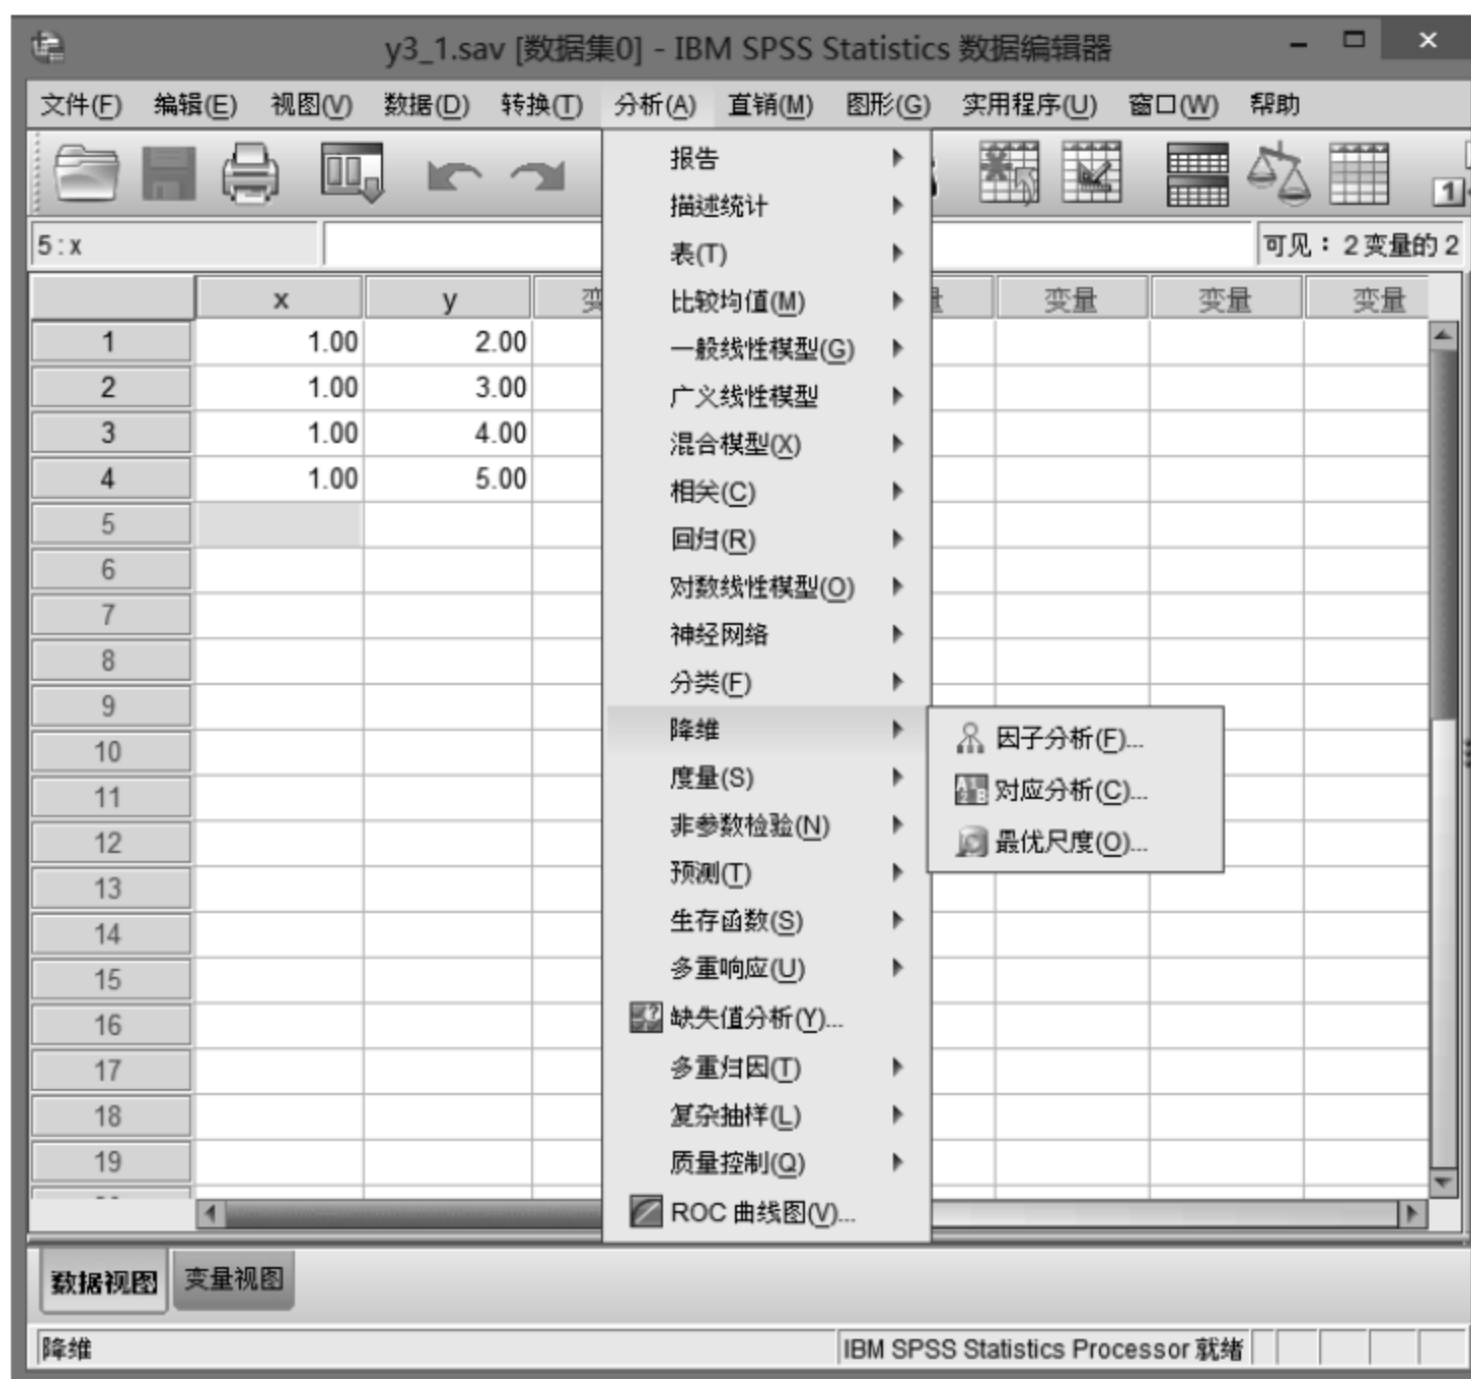 y3_1.sav [数据集0] - IBM SPSS Statistics 数据编辑器
文件(F) 编辑(E) 视图(V) 数据(D) 转换(T) 分析(A) 直销(M) 图形(G) 实用程序(U) 窗口(W) 帮助
5 : x
可见： 2 变量的 2
x y 变量 变量 变量
1 1.00 2.00
2 1.00 3.00
3 1.00 4.00
4 1.00 5.00
5
6
7
8
9
10
11
12
13
14
15
16
17
18
19
报告
描述统计
表(T)
比较均值(M)
一般线性模型(G)
广义线性模型
混合模型(X)
相关(C)
回归(R)
对数线性模型(O)
神经网络
分类(F)
降维
度量(S)
非参数检验(N)
预测(T)
生存函数(S)
多重响应(U)
缺失值分析(Y)...
多重归因(T)
复杂抽样(L)
质量控制(Q)
ROC 曲线图(V)...
因子分析(F)...
对应分析(C)...
最优尺度(O)...
数据视图 变量视图
降维
IBM SPSS Statistics Processor 就绪